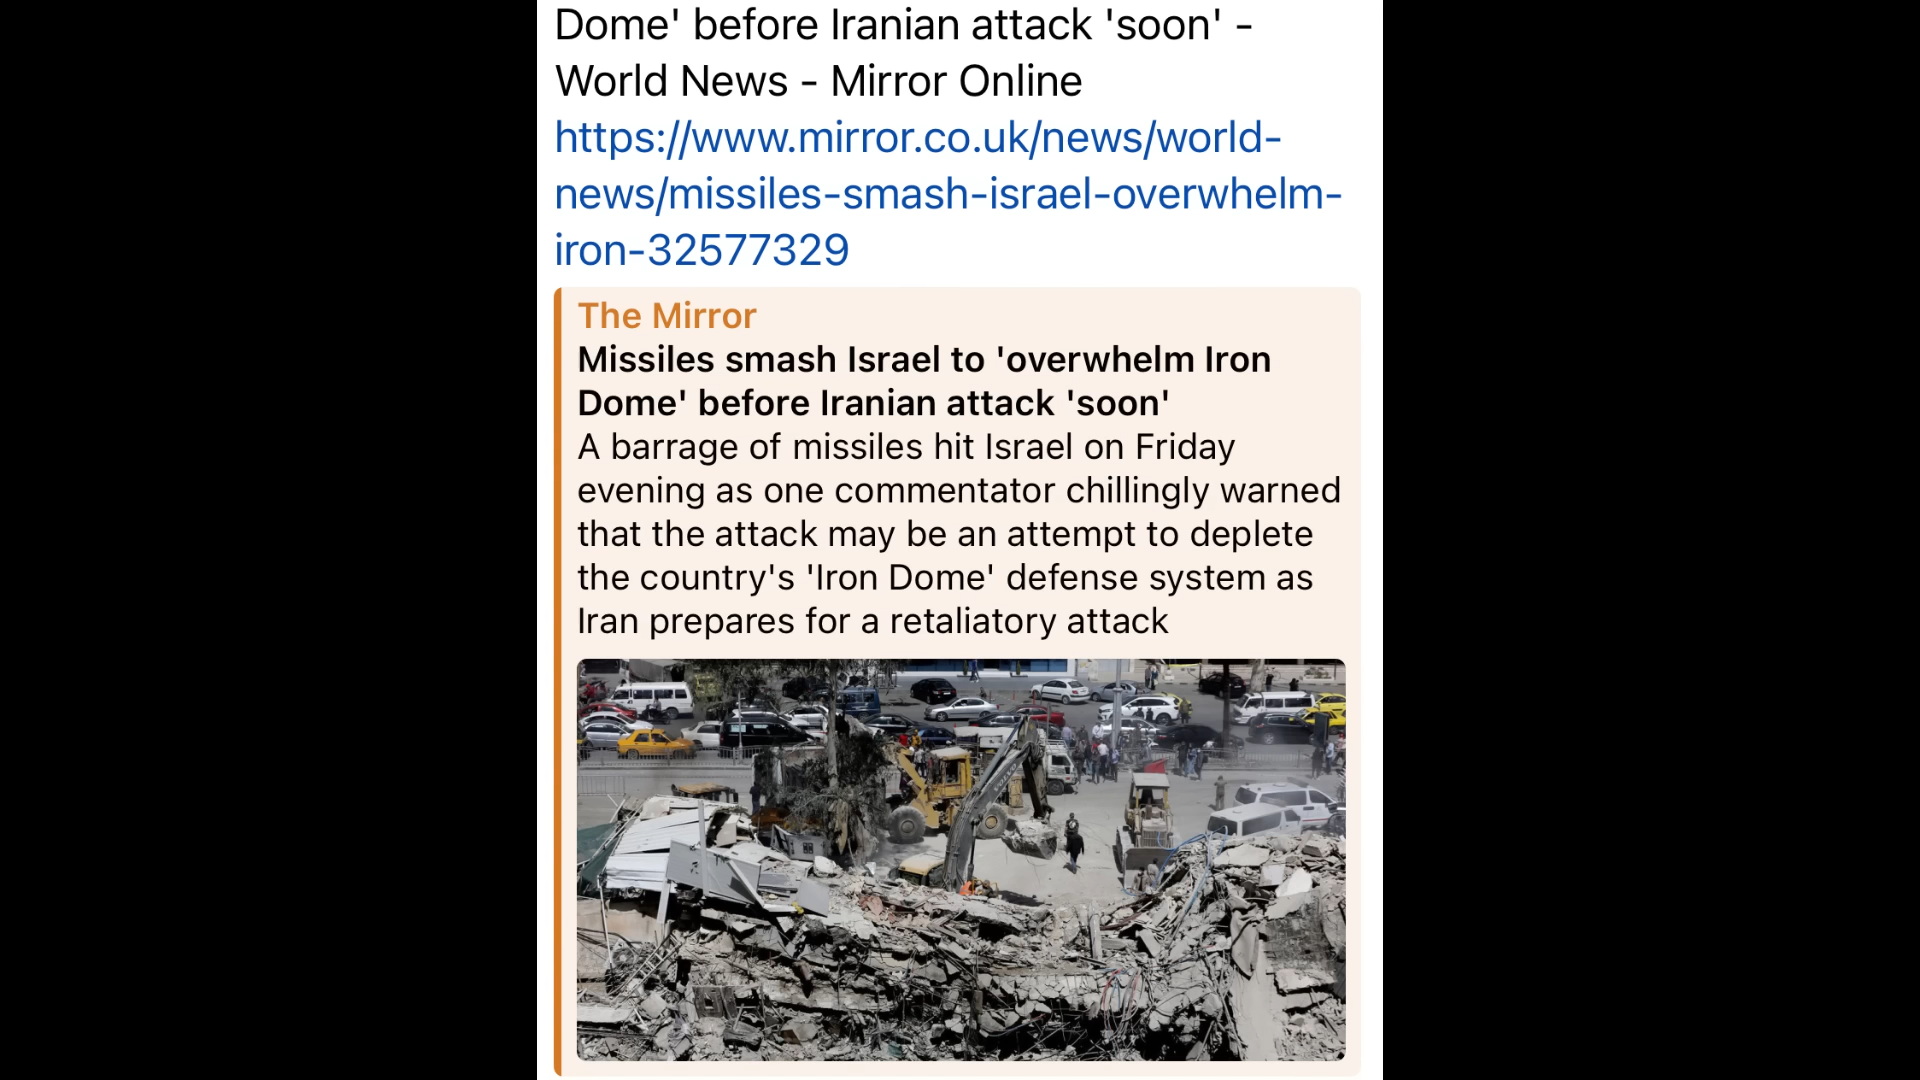 Dome' before Iranian attack 'soon' -
World News - Mirror Online
https://www.mirror.co.uk/news/world-
news/missiles-smash-israel-overwhelm-
iron-32577329
The Mirror
Missiles smash Israel to 'overwhelm Iron
Dome' before Iranian attack 'soon'
A barrage of missiles hit Israel on Friday
evening as one commentator chillingly warned
that the attack may be an attempt to deplete
the country's 'Iron Dome' defense system as
Iran prepares for a retaliatory attack